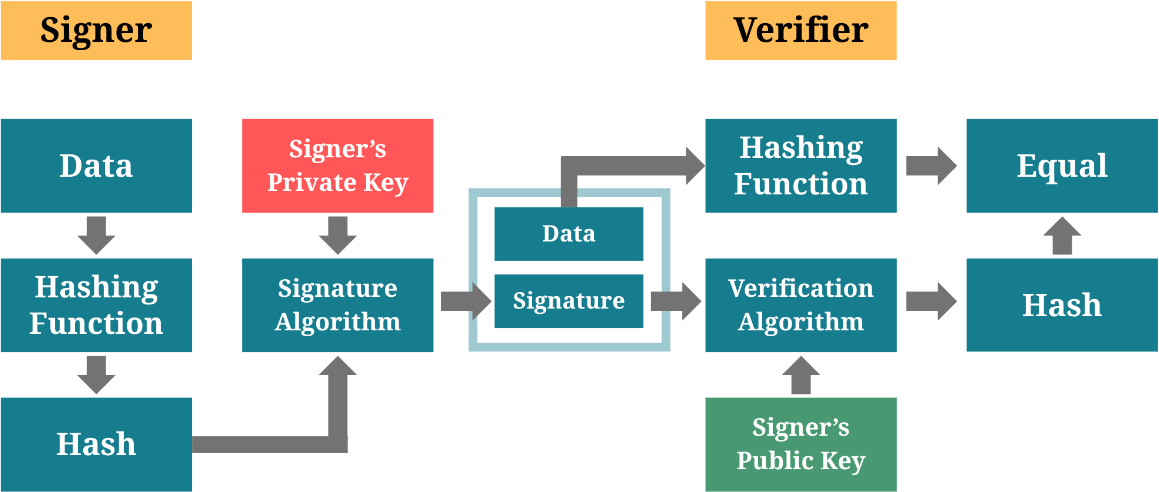 Signer
Verifier
Data
Signer’s
Private Key
Hashing
Function
Equal
Data
Hashing
Function
Signature
Algorithm
Signature
Verification
Algorithm
Hash
Hash
Signer’s
Public Key